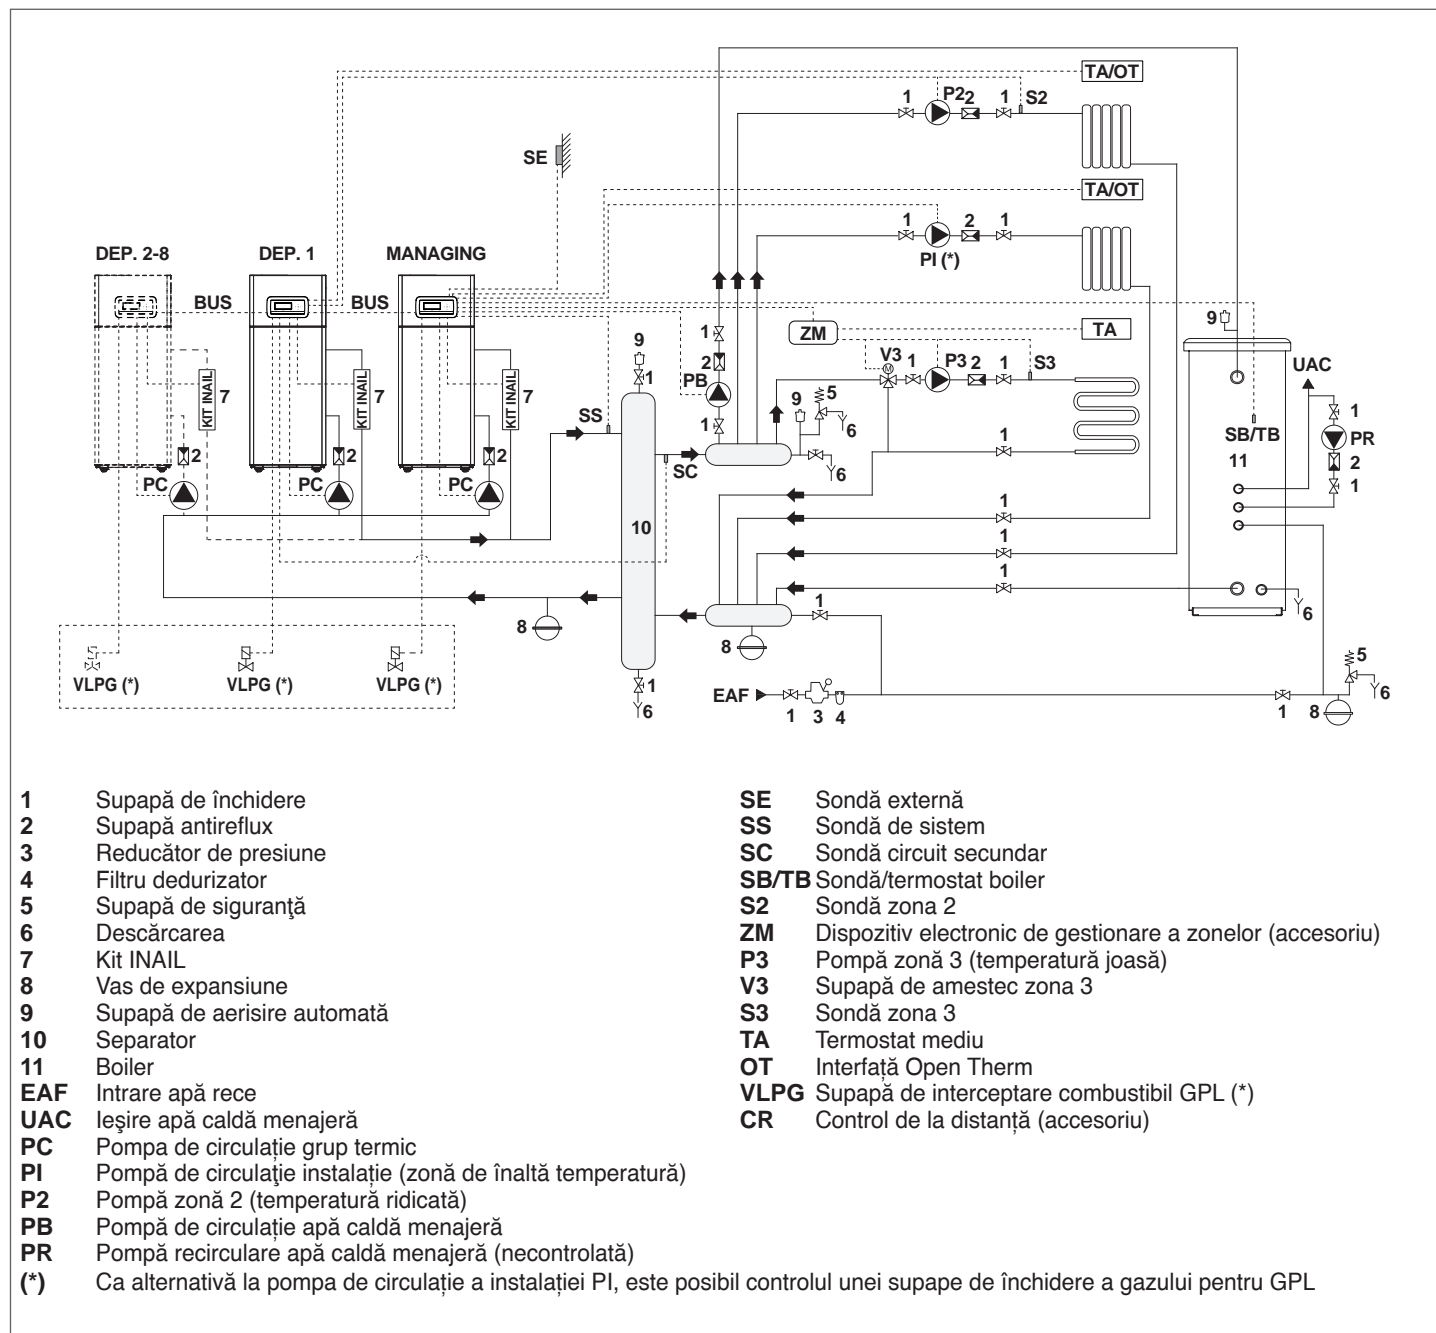 TA/OT
1 P2 2 1 S2
SE
TA/OT
1 2 1
PI (*)
DEP. 2-8 DEP. 1 MANAGING
BUS BUS
9
ZM TA
1
9 V3 P3 S3
1 2 1
2
UAC
1
PB
KIT INAIL 7 KIT INAIL 7 KIT INAIL
9 5
SS
1
1
6
SB/TB PR
11
2 2 2
SC
6
1
2
PC PC PC
1
10
1
1
1
1
8
8
6
VLPG (*) VLPG (*) VLPG (*)
1
6
5
EAF
6
1 3 4
1 8
1 Supapă de închidere
2 Supapă antireflux
3 Reducător de presiune
4 Filtru dedurizator
5 Supapă de siguranţă
6 Descărcarea
7 Kit INAIL
8 Vas de expansiune
9 Supapă de aerisire automată
10 Separator
11 Boiler
EAF Intrare apă rece
UAC Ieşire apă caldă menajeră
PC Pompa de circulație grup termic
PI Pompă de circulaţie instalație (zonă de înaltă temperatură)
P2 Pompă zonă 2 (temperatură ridicată)
PB Pompă de circulație apă caldă menajeră
PR Pompă recirculare apă caldă menajeră (necontrolată)
(*) Ca alternativă la pompa de circulație a instalației PI, este posibil controlul unei supape de închidere a gazului pentru GPL
SE Sondă externă
SS Sondă de sistem
SC Sondă circuit secundar
SB/TB Sondă/termostat boiler
S2 Sondă zona 2
ZM Dispozitiv electronic de gestionare a zonelor (accesoriu)
P3 Pompă zonă 3 (temperatură joasă)
V3 Supapă de amestec zona 3
S3 Sondă zona 3
TA Termostat mediu
OT Interfață Open Therm
VLPG Supapă de interceptare combustibil GPL (*)
CR Control de la distanță (accesoriu)